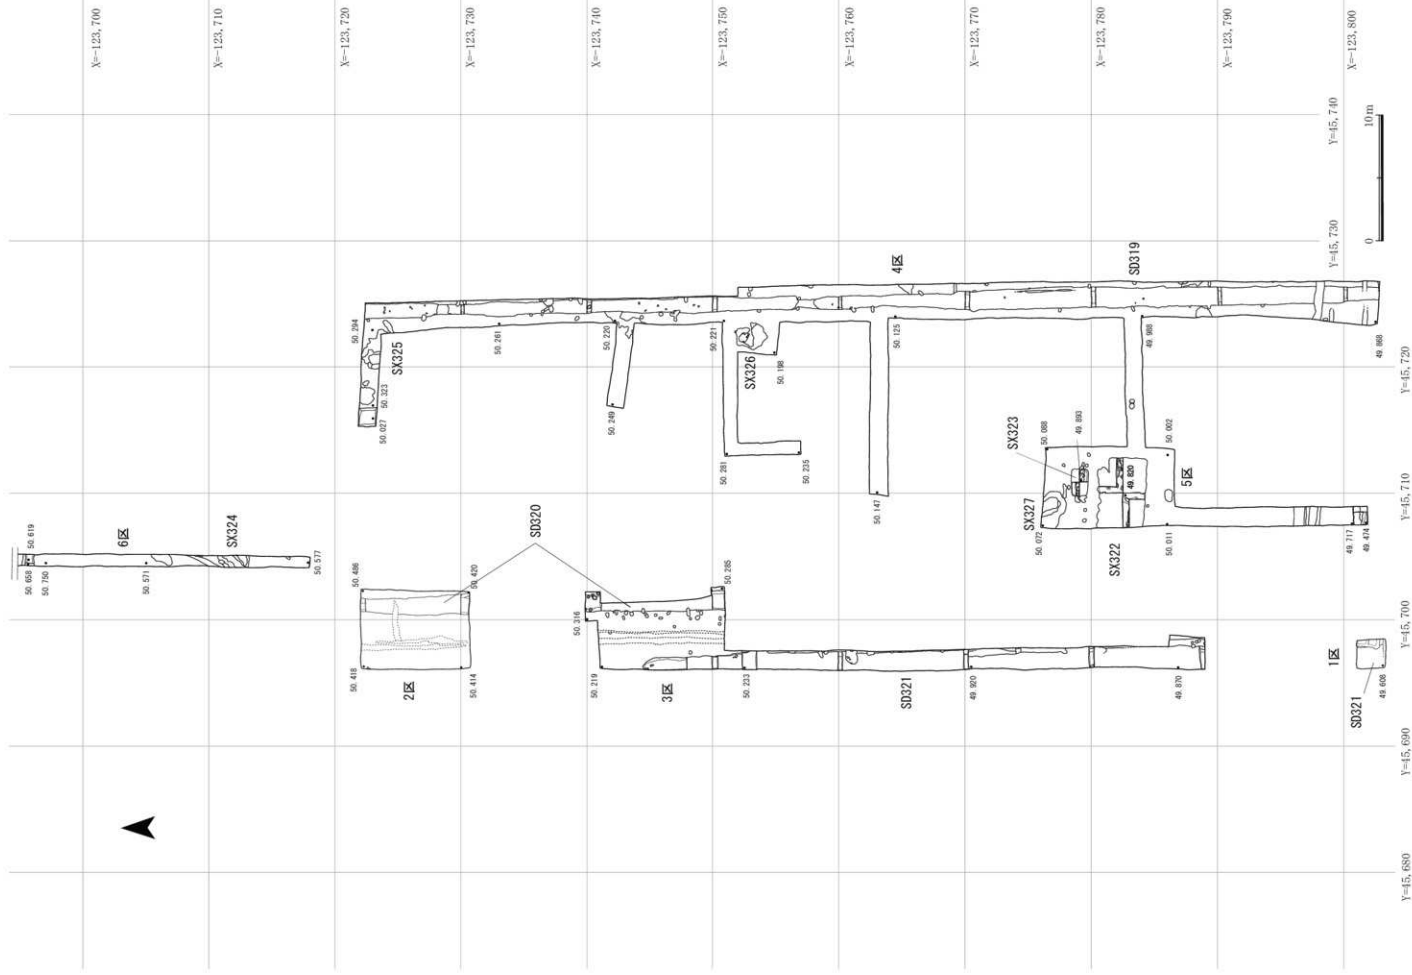 X=-123,700
X=-123,710
X=-123,720
X=-123,730
X=-123,740
X=-123,750
X=-123,760
X=-123,770
X=-123,780
X=-123,790
X=-123,800
Y=45,740
Y=45,730
Y=45,720
Y=45,710
Y=45,700
Y=45,690
Y=45,680
0
10m
4区
SD319
50.294
SX325
50.323
50.027
50.261
50.220
50.249
50.221
SX326
50.198
50.281
50.235
50.125
50.147
49.988
49.868
SX323
50.088
49.893
49.820
50.002
5区
SX327
50.072
SX322
50.011
49.717
49.474
6区
SX324
50.619
50.658
50.750
50.571
50.577
SD320
50.486
50.420
50.418
50.414
2区
50.316
50.285
50.219
3区
50.233
SD321
49.920
49.870
1区
SD321
49.608